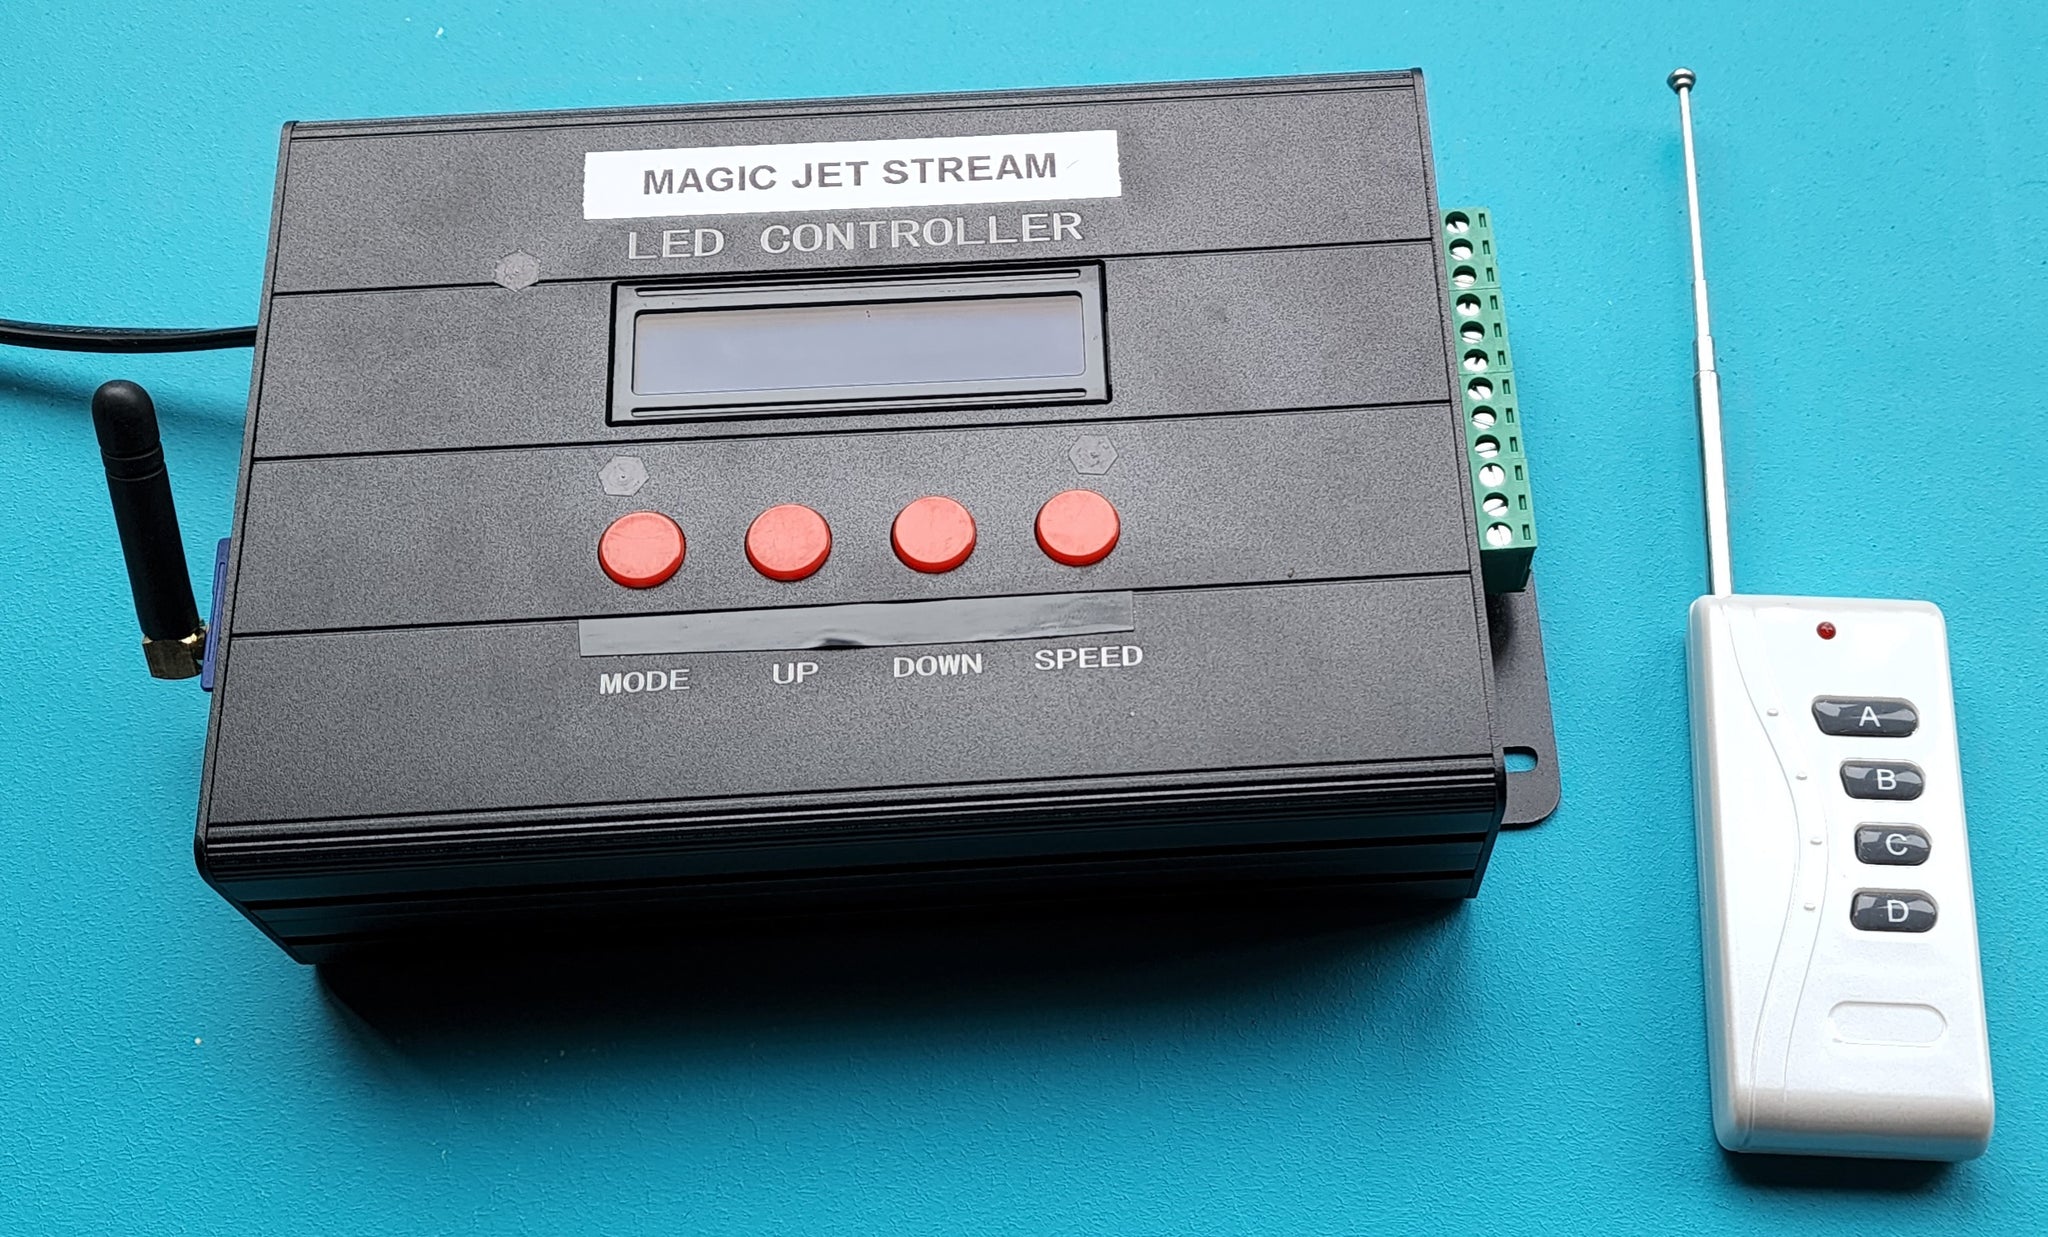 MAGIC JET STREAM
LED CONTROLLER
MODE UP DOWN SPEED
A
B
C
D